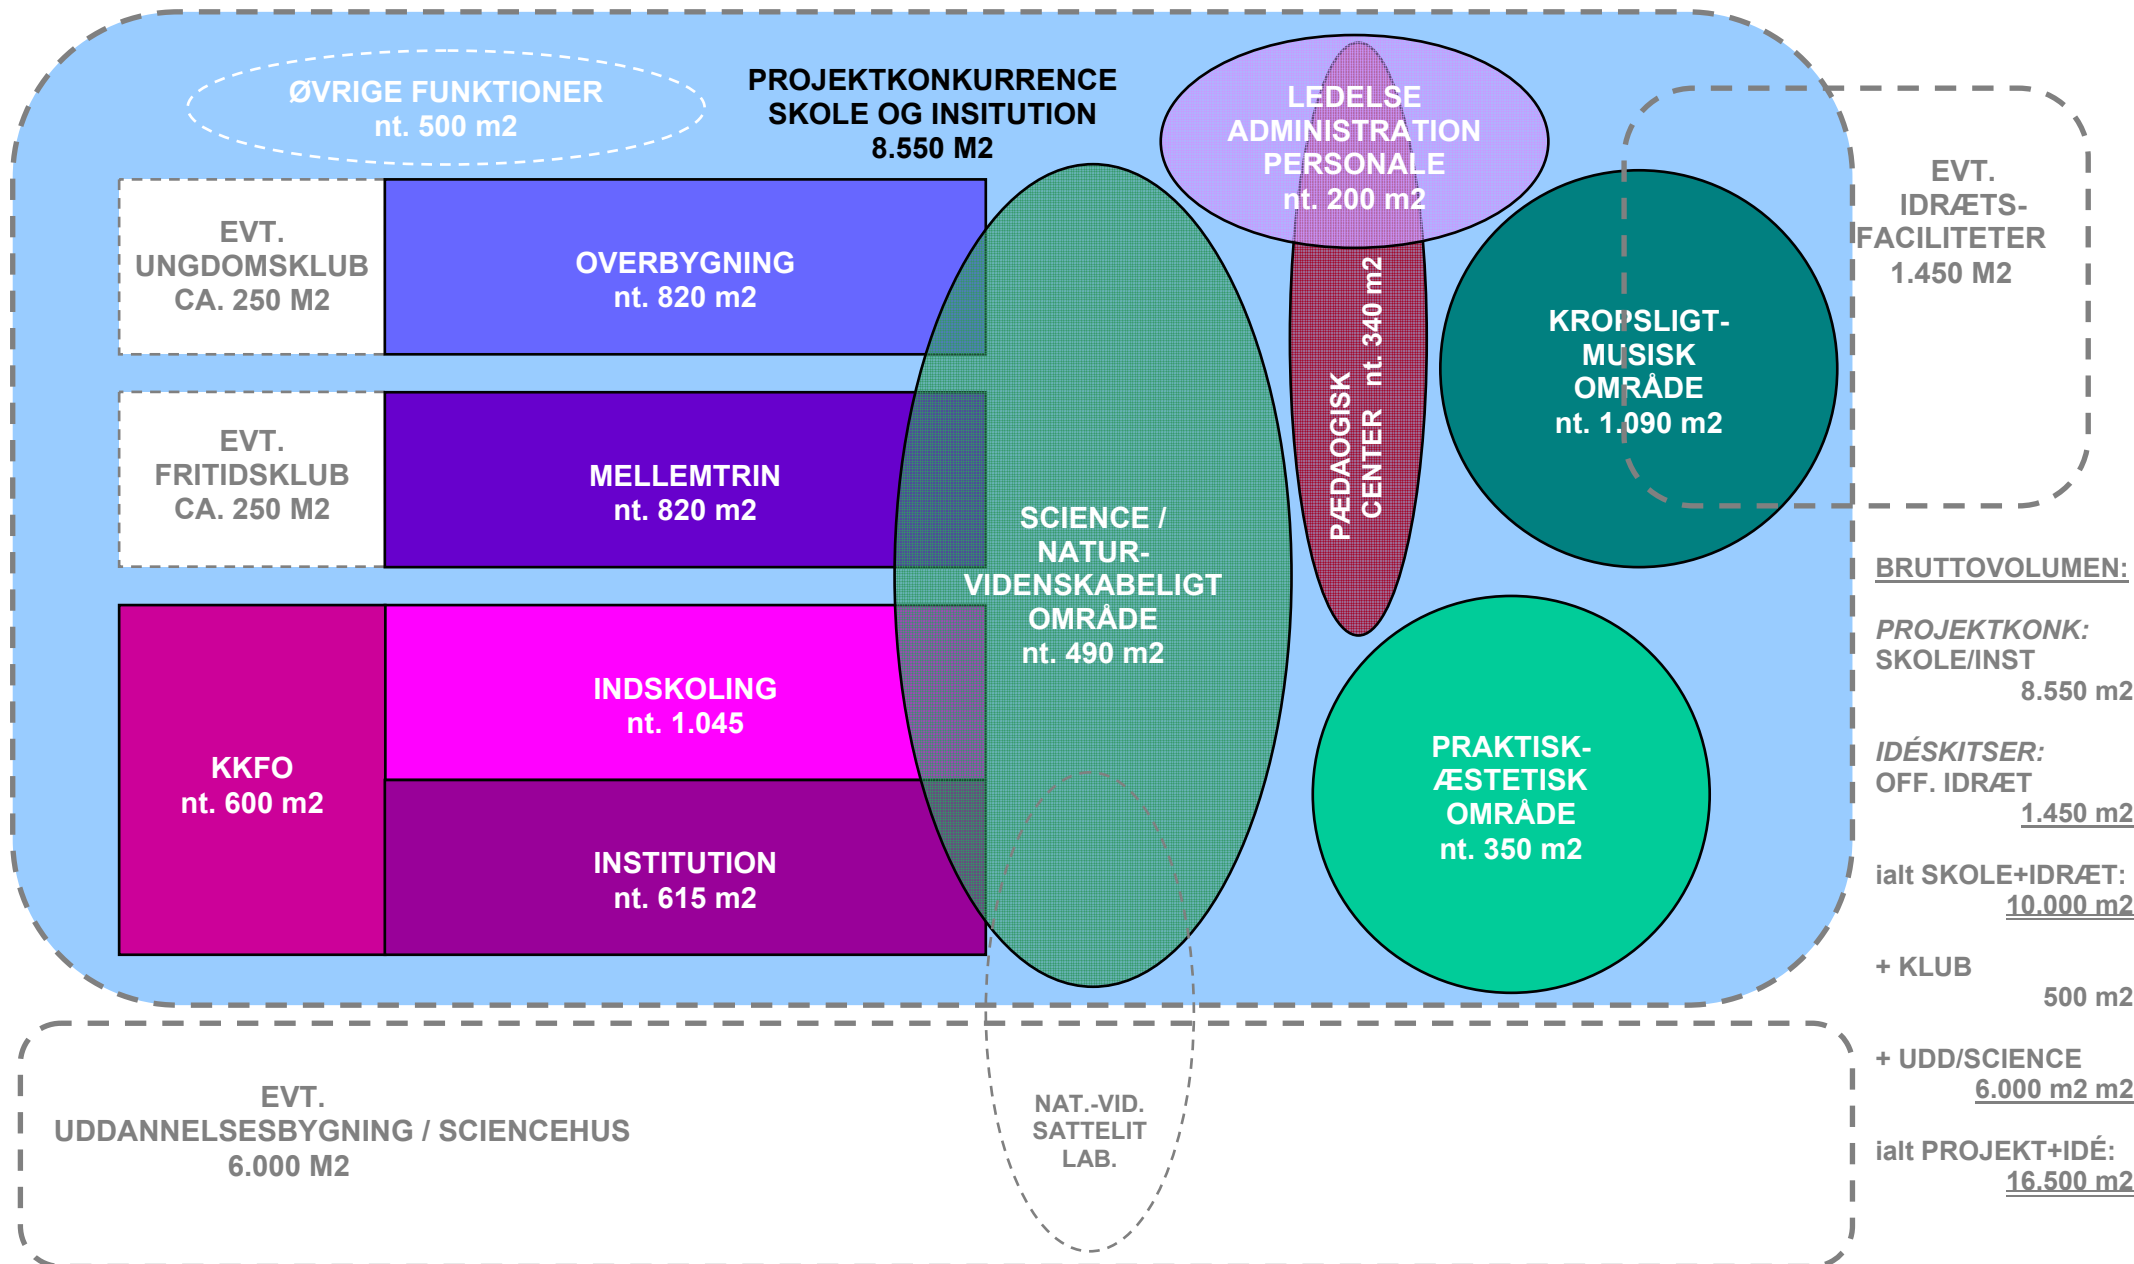 ØVRIGE FUNKTIONER
nt. 500 m2
PROJEKTKONKURRENCE
SKOLE OG INSITUTION
8.550 M2
LEDELSE
ADMINISTRATION
PERSONALE
nt. 200 m2
EVT.
IDRÆTS-
FACILITETER
1.450 M2
EVT.
UNGDOMSKLUB
CA. 250 M2
OVERBYGNING
nt. 820 m2
PÆDAOGISK
CENTER nt. 340 m2
KROPSLIGT-
MUSISK
OMRÅDE
nt. 1.090 m2
EVT.
FRITIDSKLUB
CA. 250 M2
MELLEMTRIN
nt. 820 m2
SCIENCE /
NATUR-
VIDENSKABELIGT
OMRÅDE
nt. 490 m2
KKFO
nt. 600 m2
INDSKOLING
nt. 1.045
INSTITUTION
nt. 615 m2
PRAKTISK-
ÆSTETISK
OMRÅDE
nt. 350 m2
BRUTTOVOLUMEN:
PROJEKTKONK:
SKOLE/INST
8.550 m2
IDÉSKITSER:
OFF. IDRÆT
1.450 m2
ialt SKOLE+IDRÆT:
10.000 m2
+ KLUB
500 m2
+ UDD/SCIENCE
6.000 m2 m2
ialt PROJEKT+IDÉ:
16.500 m2
EVT.
UDDANNELSESBYGNING / SCIENCEHUS
6.000 M2
NAT.-VID.
SATTELIT
LAB.